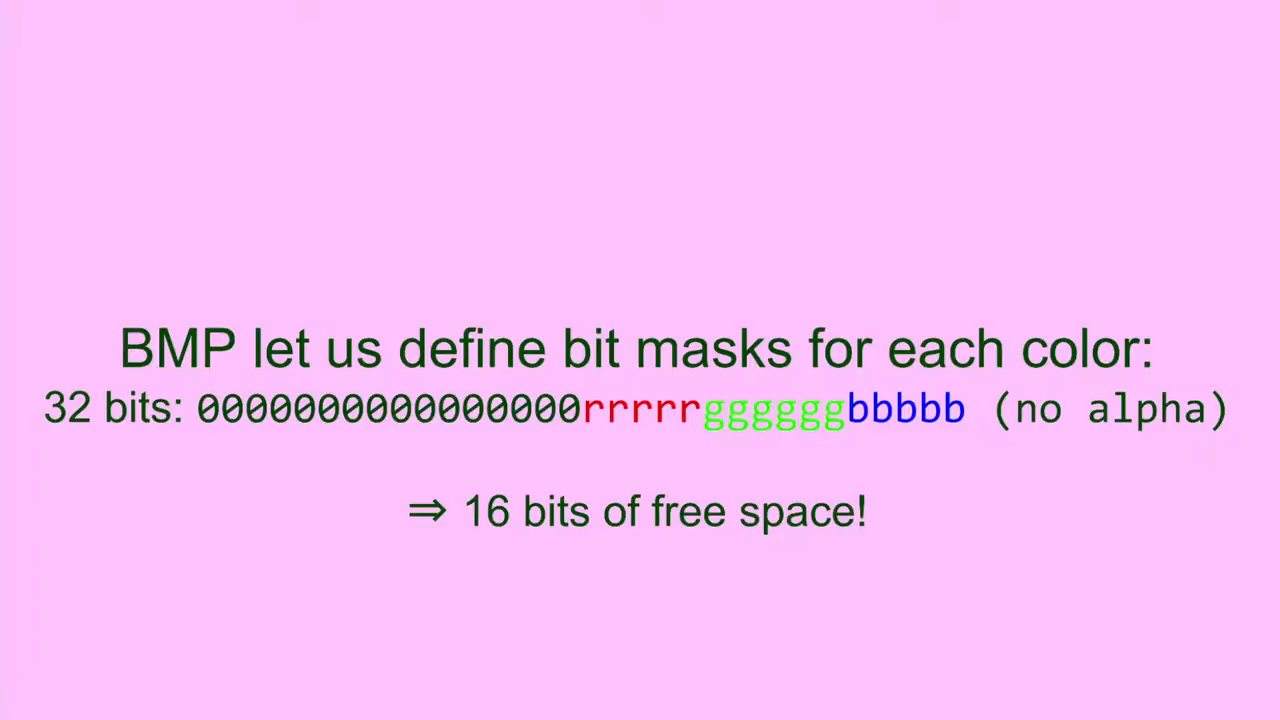 BMP let us define bit masks for each color:
32 bits: 0000000000000000rrrrrggggggbbbbb (no alpha)
⇒ 16 bits of free space!